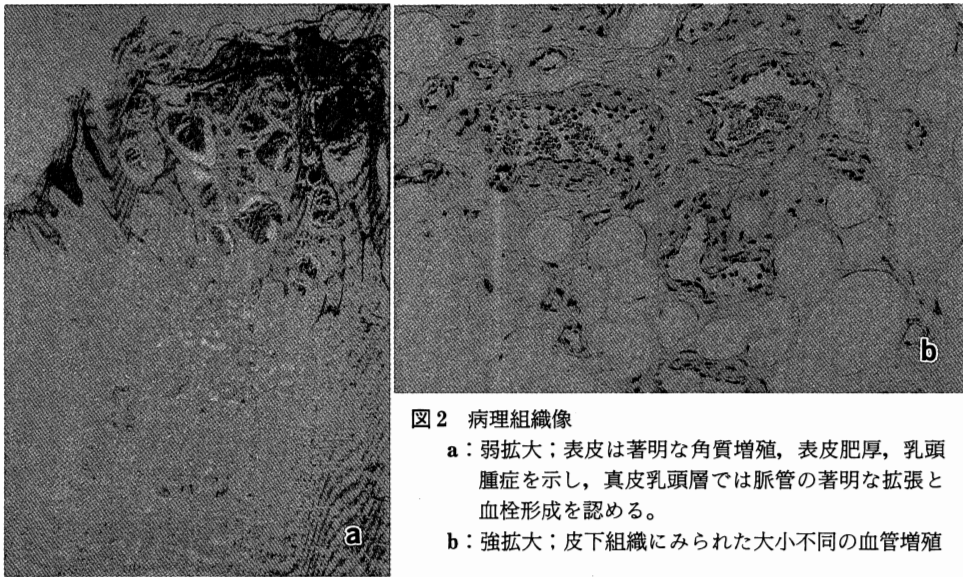 a
b
図2 病理組織像
a：弱拡大；表皮は著明な角質増殖，表皮肥厚，乳頭
腫症を示し，真皮乳頭層では脈管の著明な拡張と
血栓形成を認める。
b：強拡大；皮下組織にみられた大小不同の血管増殖